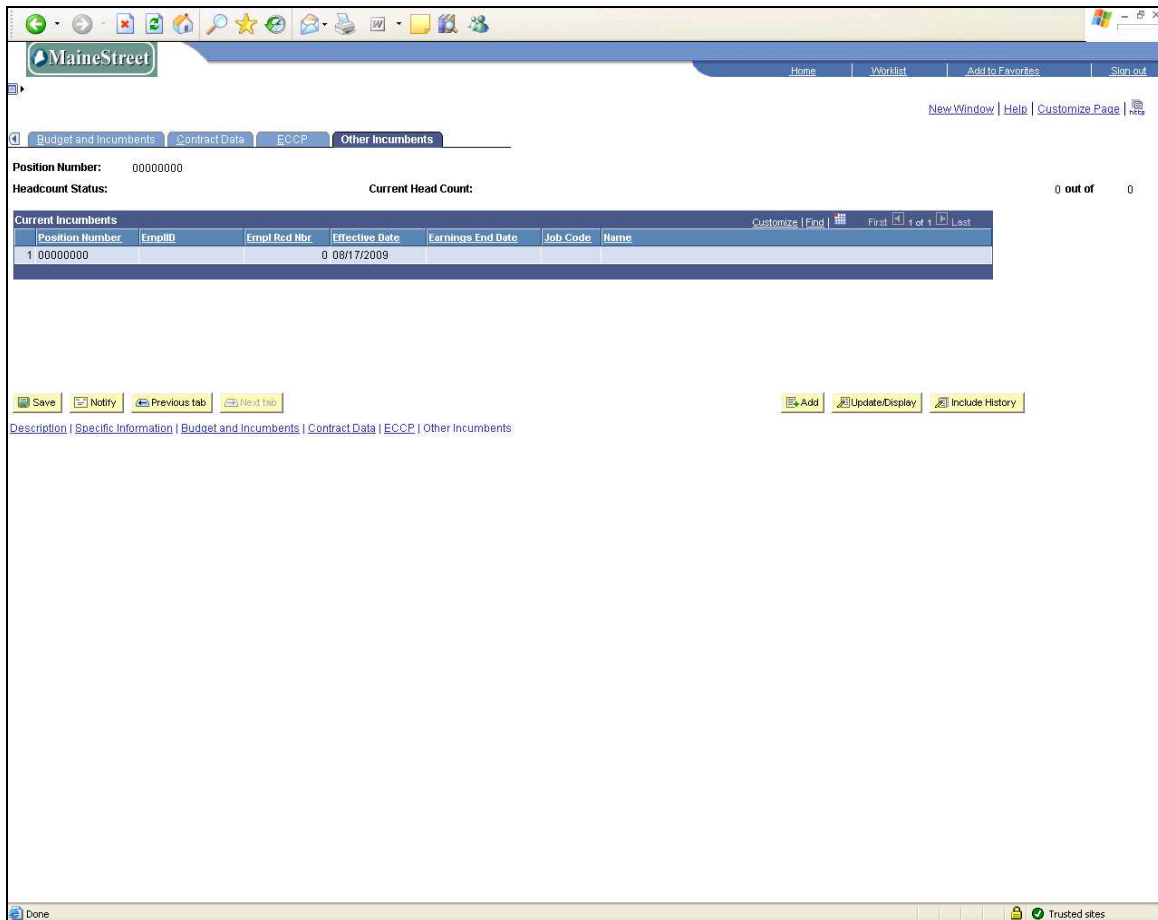 MaineStreet
Home Worklist Add to Favorites Sign out
New Window | Help | Customize Page | http
Budget and Incumbents Contract Data ECCP Other Incumbents
Position Number: 00000000
Headcount Status: Current Head Count: 0 out of 0
Current Incumbents Customize | Find | First 1 of 1 Last
Position Number EmplID Empl Rcd Nbr Effective Date Earnings End Date Job Code Name
1 00000000 0 08/17/2009
Save Notify Previous tab Next tab Add Update/Display Include History
Description | Specific Information | Budget and Incumbents | Contract Data | ECCP | Other Incumbents
Done Trusted sites